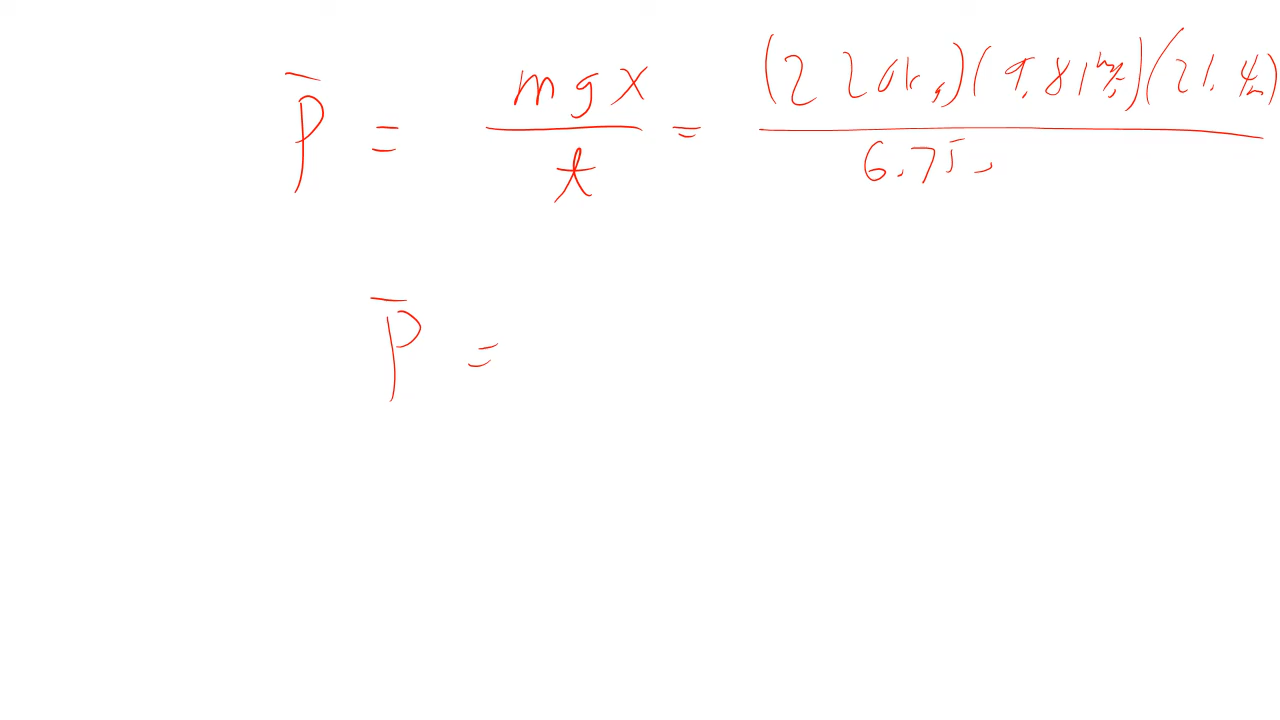 P̄ = mgx/t = (220kg)(9.81m/s²)(21.4m)/6.75s
P̄ =